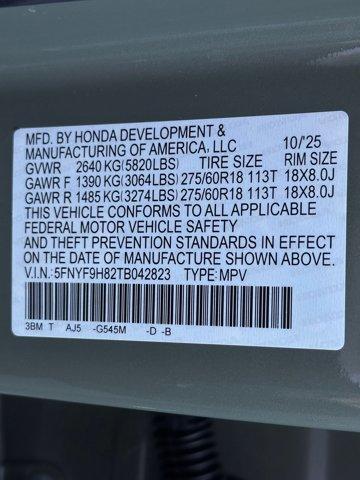 MFD. BY HONDA DEVELOPMENT &
MANUFACTURING OF AMERICA, LLC 10/'25
GVWR 2640 KG(5820LBS) TIRE SIZE RIM SIZE
GAWR F 1390 KG(3064LBS) 275/60R18 113T 18X8.0J
GAWR R 1485 KG(3274LBS) 275/60R18 113T 18X8.0J
THIS VEHICLE CONFORMS TO ALL APPLICABLE
FEDERAL MOTOR VEHICLE SAFETY
AND THEFT PREVENTION STANDARDS IN EFFECT
ON THE DATE OF MANUFACTURE SHOWN ABOVE.
V.I.N.: 5FNYF9H82TB042823 TYPE: MPV
3BM T AJ5 -G545M -D -B